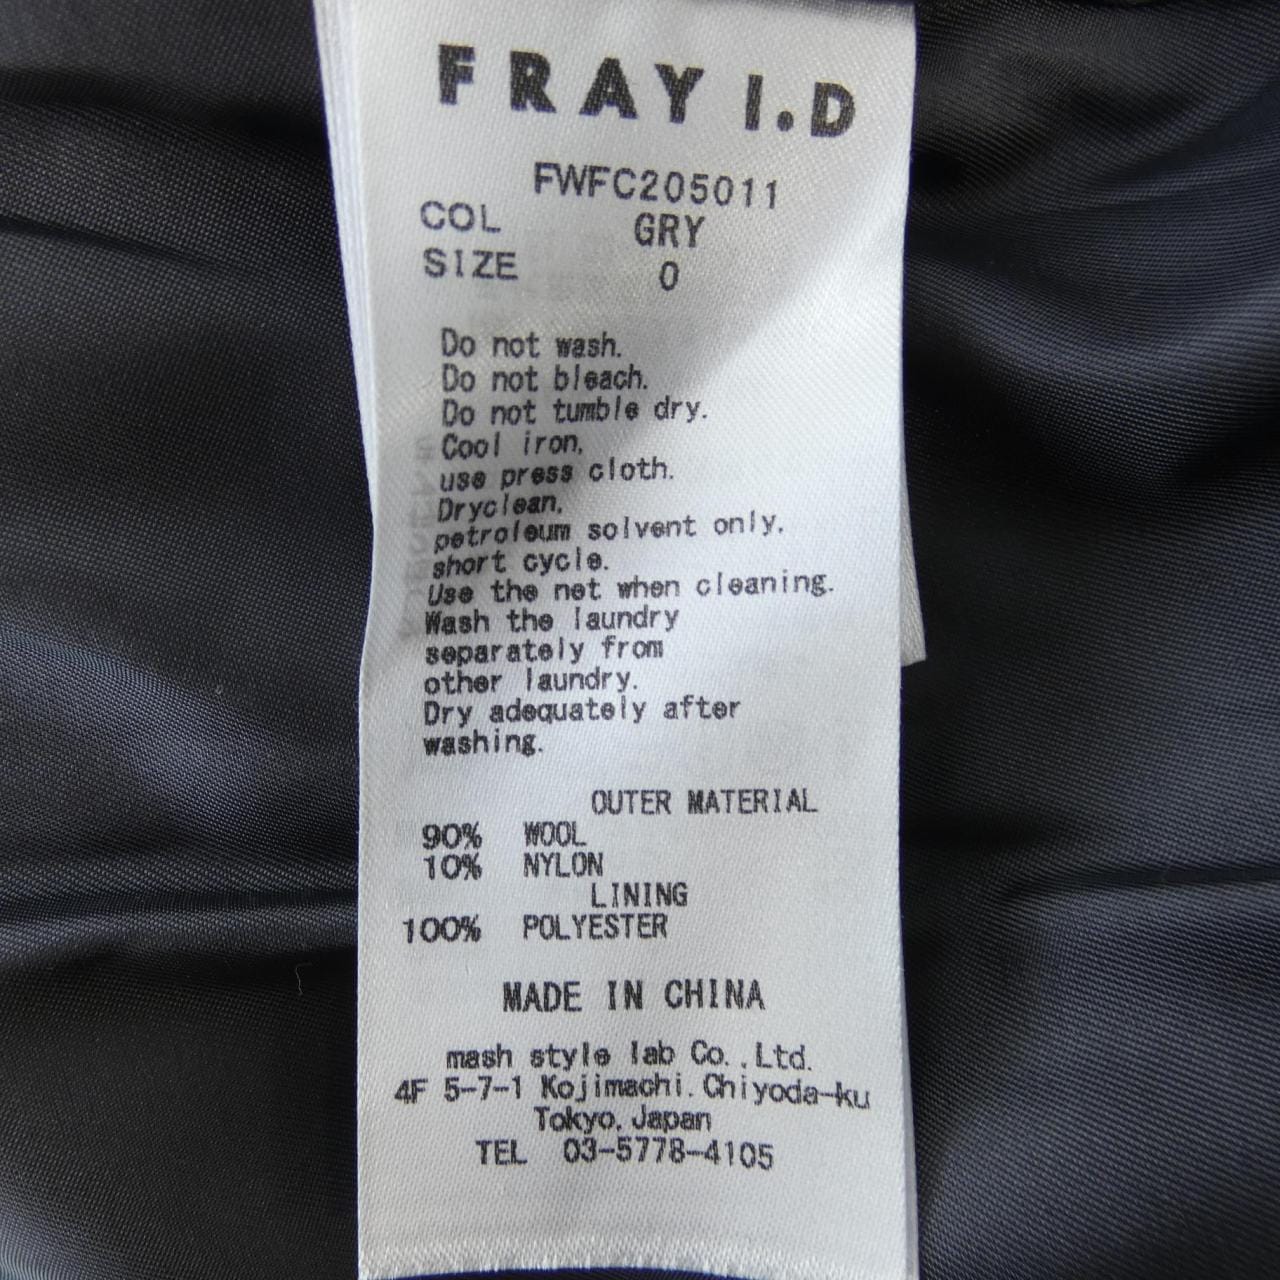 FRAY I.D
FWFC205011
COL GRY
SIZE 0
Do not wash.
Do not bleach.
Do not tumble dry.
Cool iron,
use press cloth.
Dryclean,
petroleum solvent only,
short cycle.
Use the net when cleaning.
Wash the laundry
separately from
other laundry.
Dry adequately after
washing.
OUTER MATERIAL
90% WOOL
10% NYLON
LINING
100% POLYESTER
MADE IN CHINA
mash style lab Co.,Ltd.
4F 5-7-1 Kojimachi.Chiyoda-ku
Tokyo,Japan
TEL 03-5778-4105